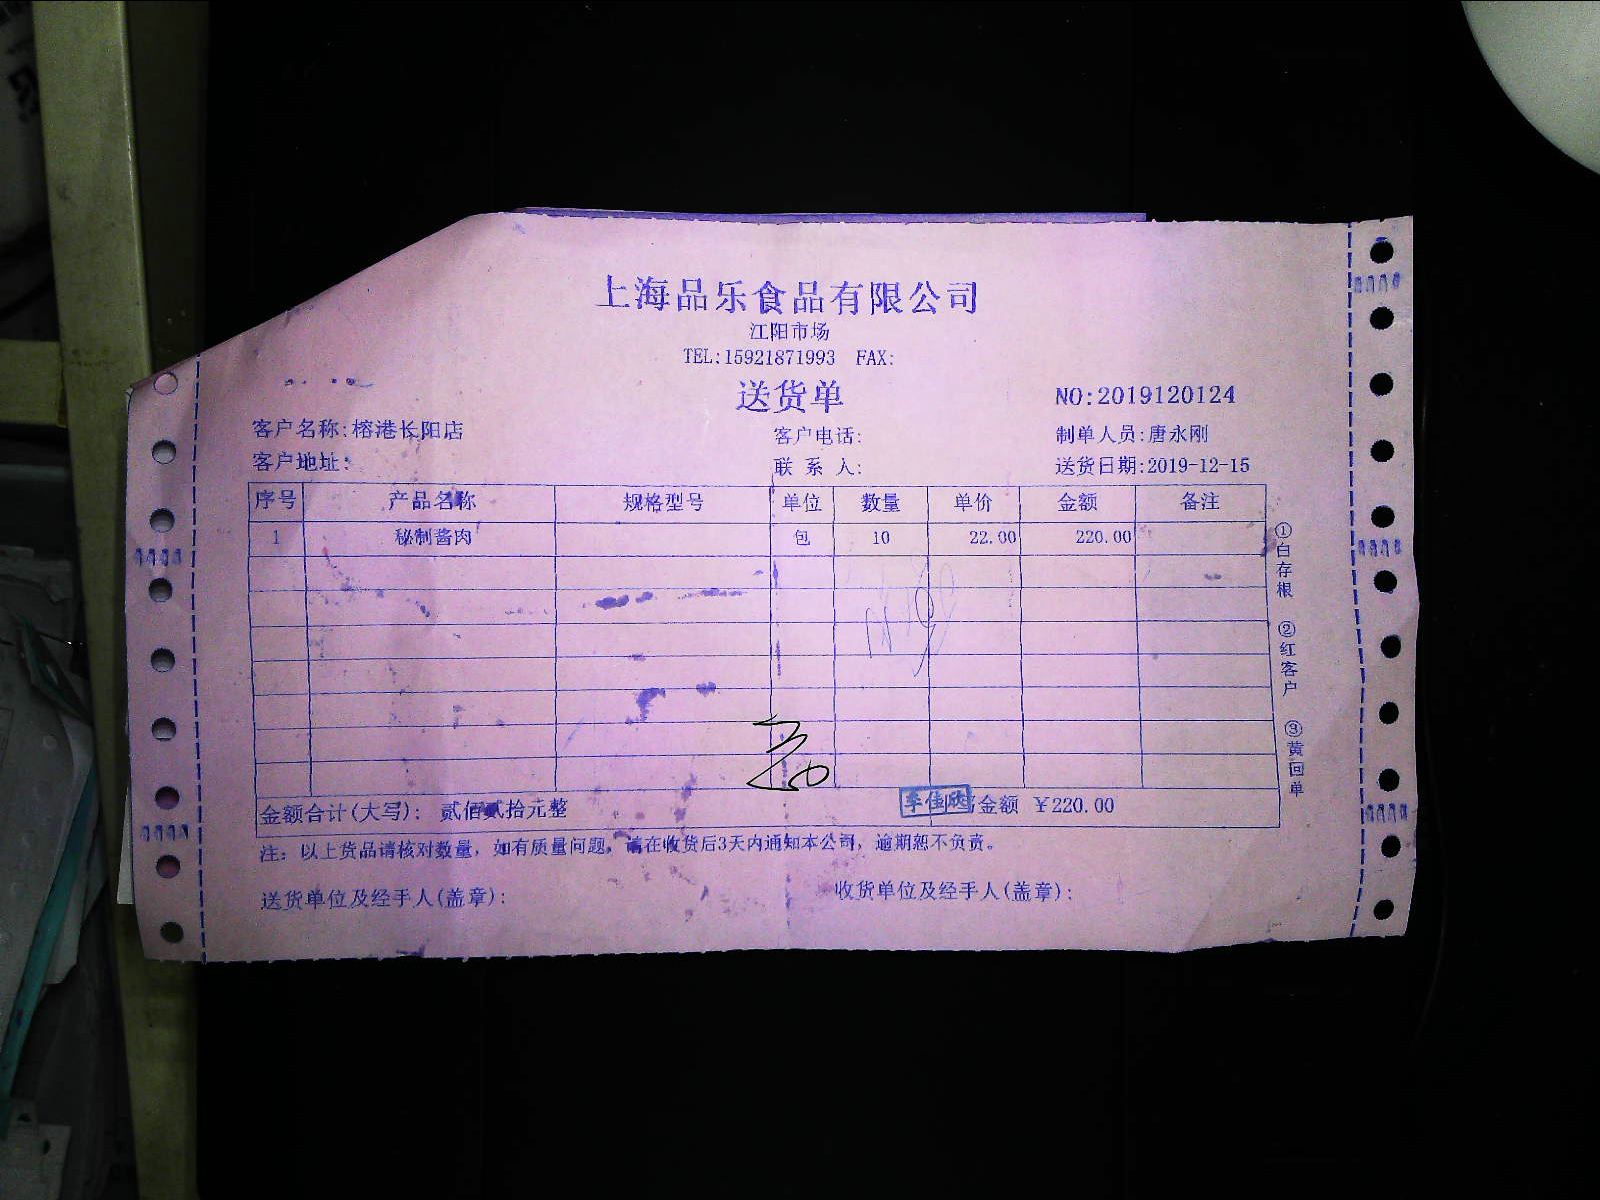 上海品乐食品有限公司
江阳市场
TEL:15921871993 FAX:
送货单
NO:2019120124
客户名称:榕港长阳店 客户电话: 制单人员:唐永刚
客户地址: 联 系 人: 送货日期:2019-12-15
序号 产品名称 规格型号 单位 数量 单价 金额 备注
1 秘制酱肉 包 10 22.00 220.00
金额合计(大写): 贰佰贰拾元整 李佳欣 金额 ￥220.00
注: 以上货品请核对数量, 如有质量问题, 请在收货后3天内通知本公司, 逾期恕不负责。
送货单位及经手人(盖章): 收货单位及经手人(盖章):
①白存根 ②红客户 ③黄回单